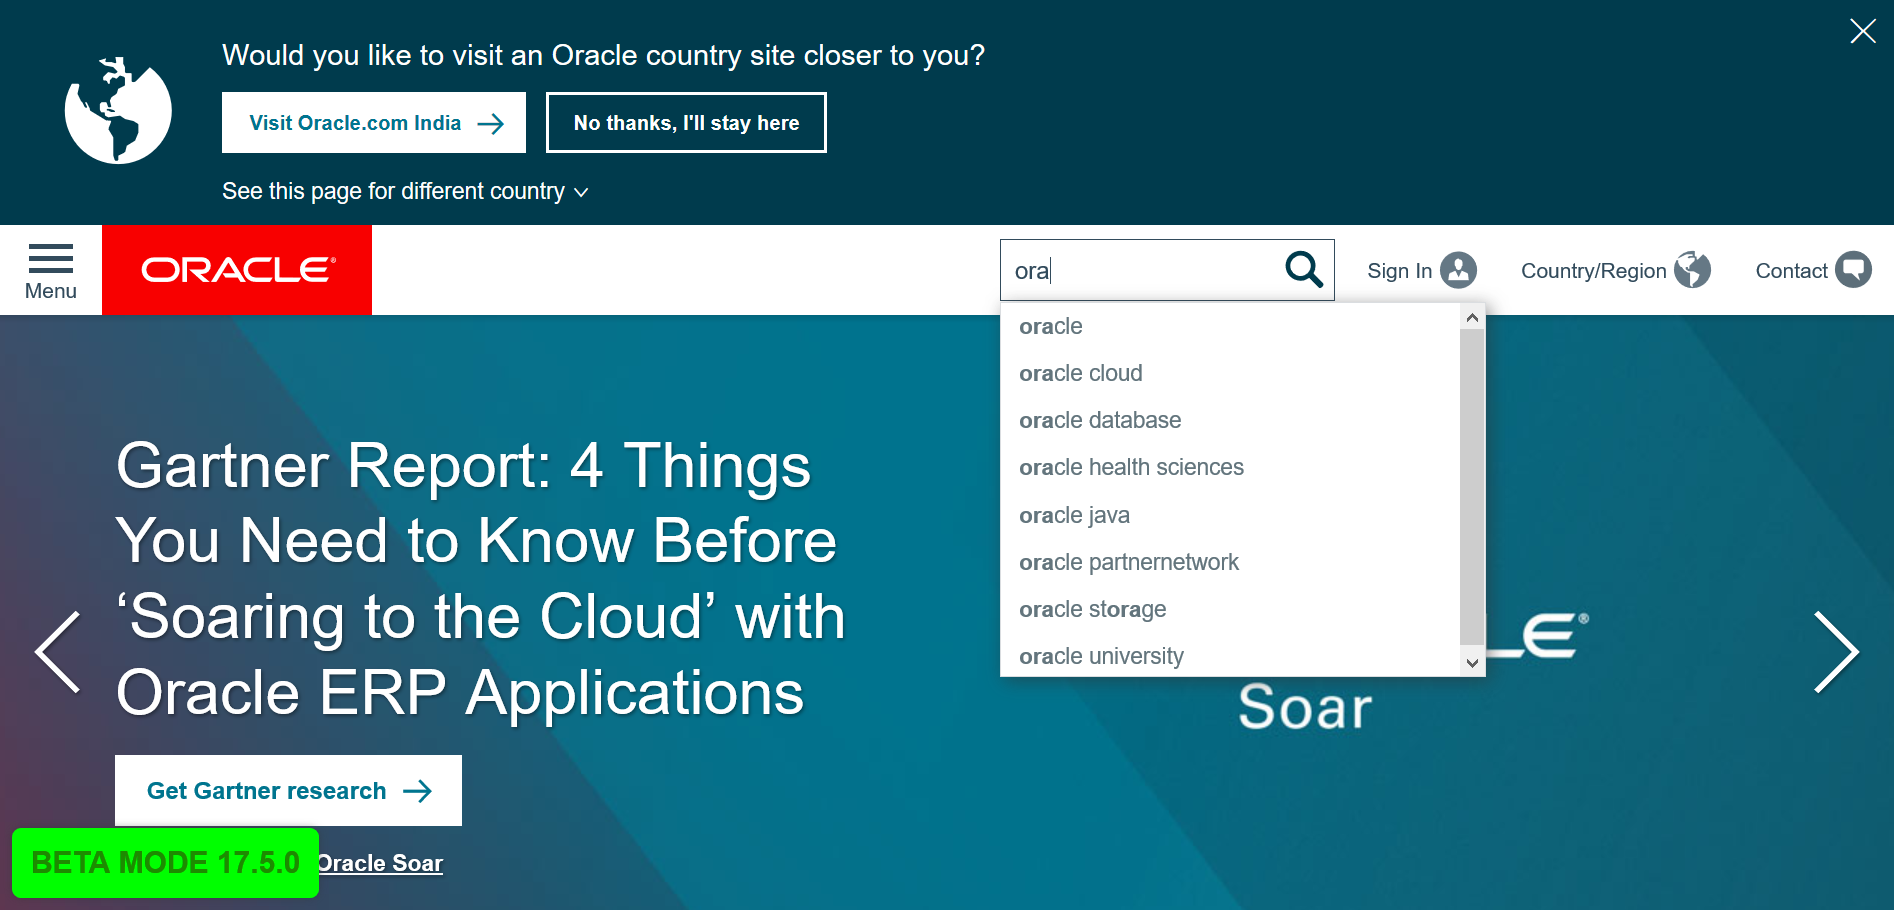 Would you like to visit an Oracle country site closer to you?
Visit Oracle.com India
No thanks, I'll stay here
See this page for different country
Menu
ORACLE®
ora
Sign In
Country/Region
Contact
oracle
oracle cloud
oracle database
oracle health sciences
oracle java
oracle partnernetwork
oracle storage
oracle university
Gartner Report: 4 Things
You Need to Know Before
‘Soaring to the Cloud’ with
Oracle ERP Applications
LE®
Soar
Get Gartner research
BETA MODE 17.5.0
Oracle Soar